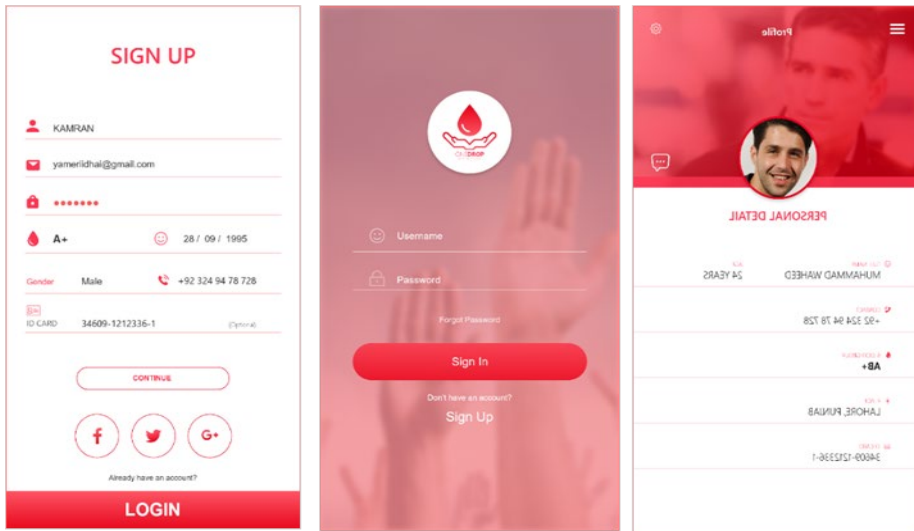 SIGN UP
KAMRAN
yameriidhal@gmail.com
•••••••
A+ 28 / 09 / 1995
Gender Male +92 324 94 78 728
ID CARD 34609-1212336-1 (Optional)
CONTINUE
f G+
Already have an account?
LOGIN
ONEDROP
Username
Password
Forgot Password
Sign In
Don't have an account?
Sign Up
Profile
PERSONAL DETAIL
MUHAMMAD WAHEED 24 YEARS
+92 324 94 78 728
AB+
LAHORE, PUNJAB
34609-1212336-1